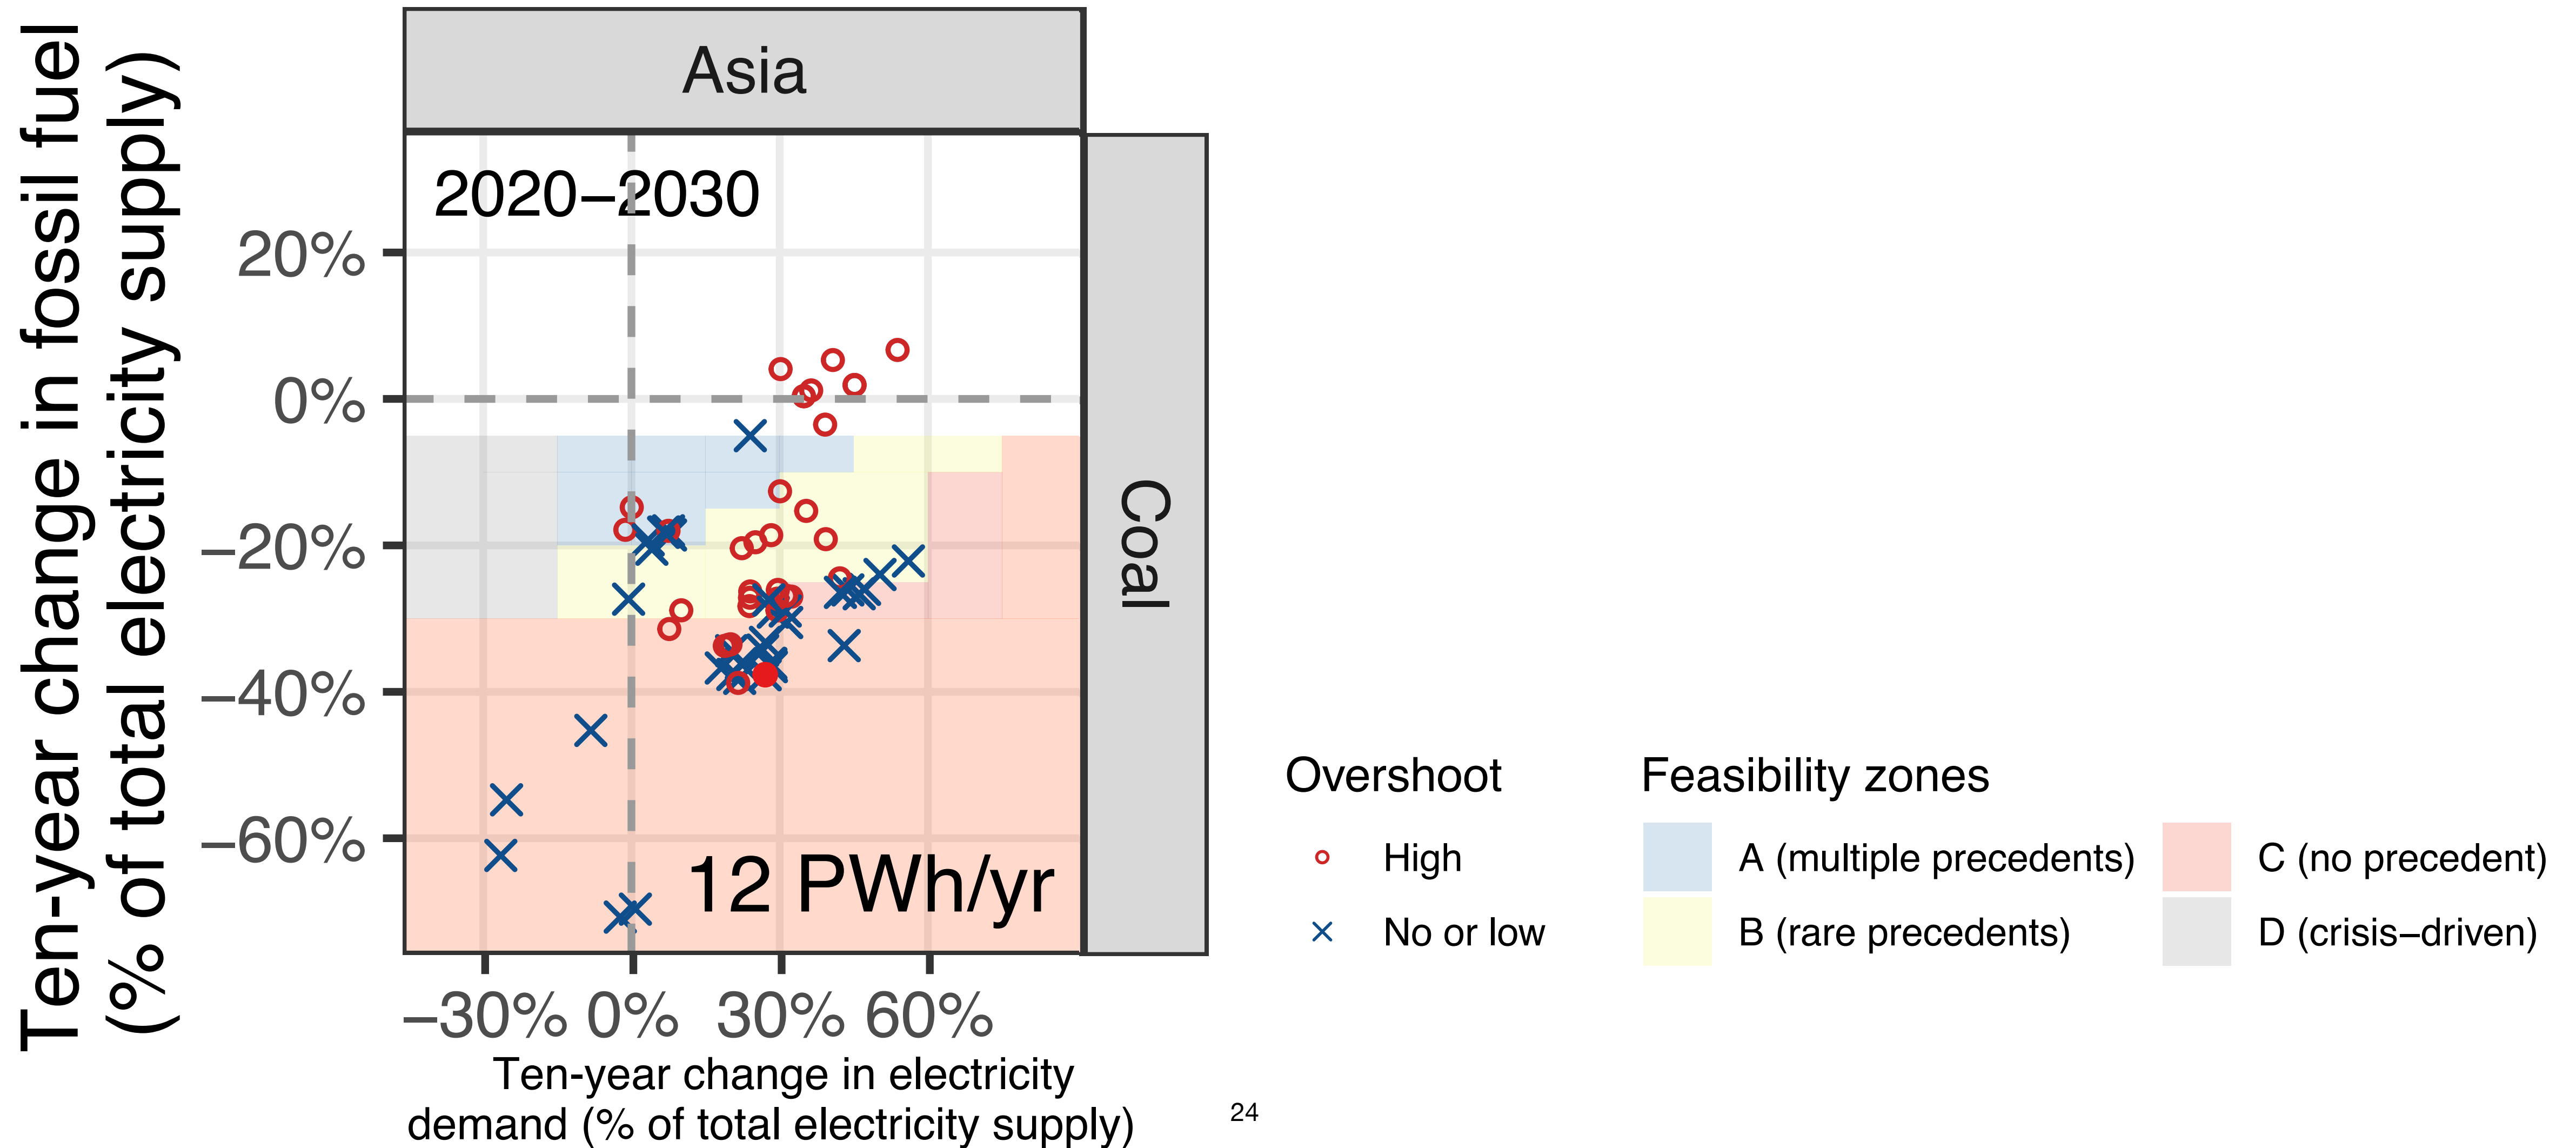 Ten-year change in fossil fuel
(% of total electricity supply)
Asia
2020−2030
20%
0%
−20%
−40%
−60%
12 PWh/yr
Coal
−30% 0% 30% 60%
Ten-year change in electricity
demand (% of total electricity supply)
24
Overshoot
High
No or low
Feasibility zones
A (multiple precedents)
B (rare precedents)
C (no precedent)
D (crisis−driven)